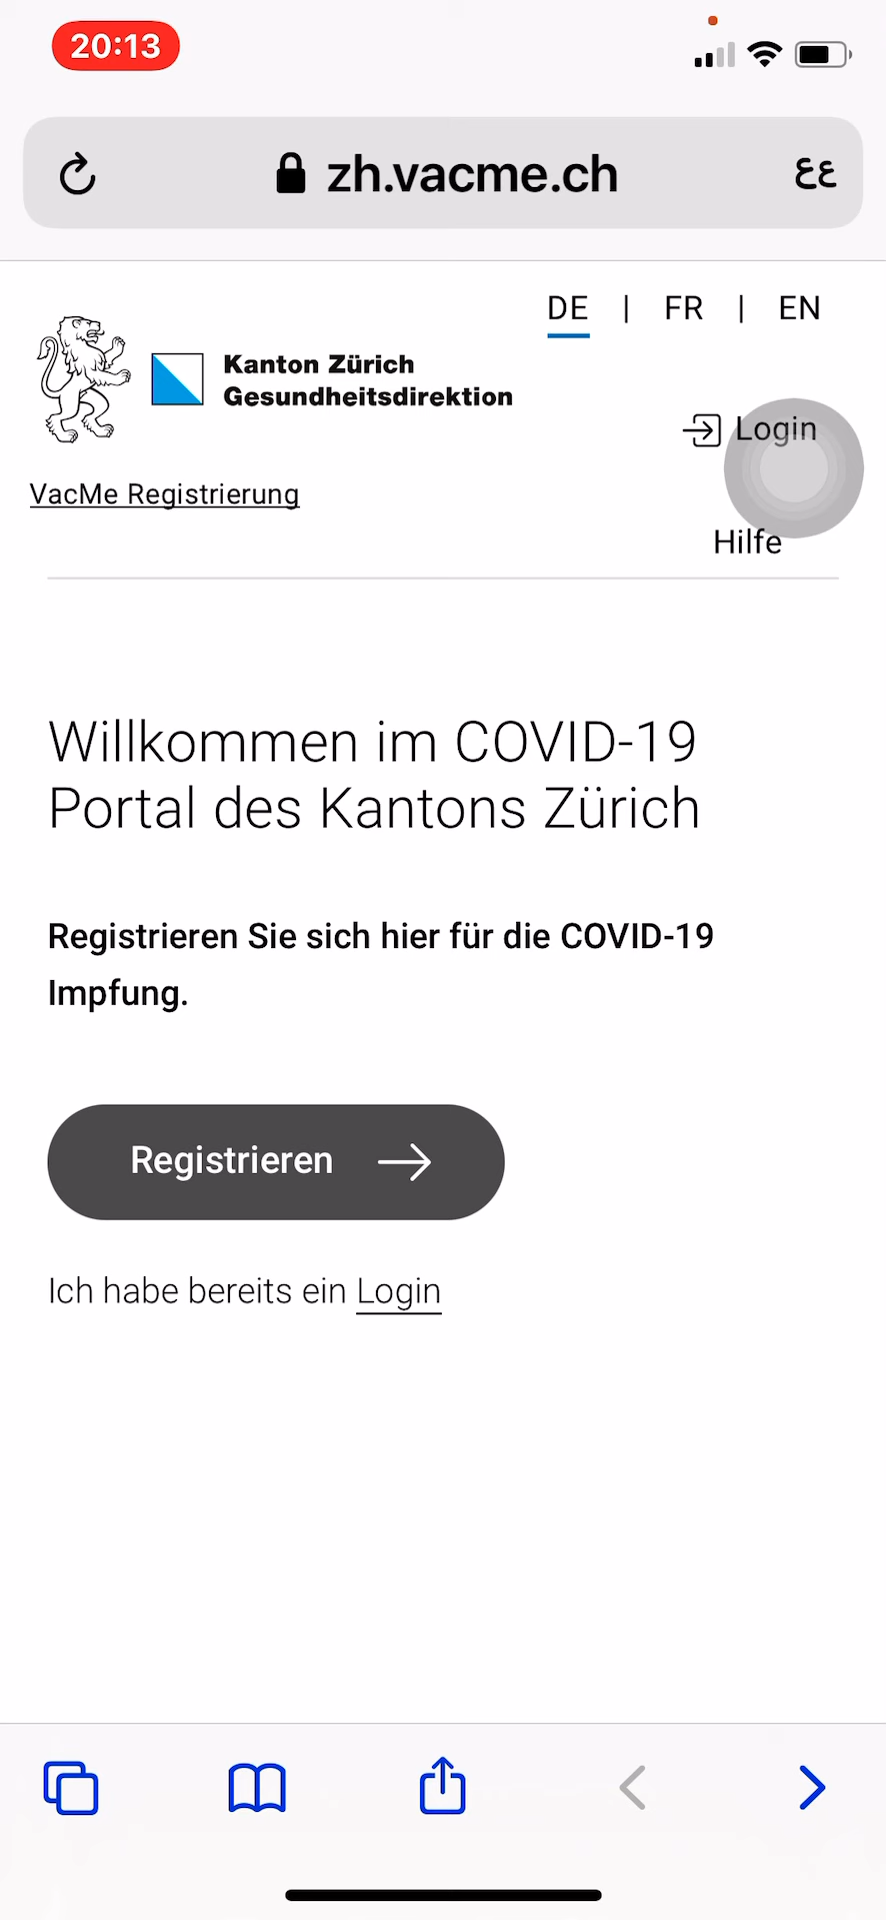 20:13
zh.vacme.ch
ع ع
DE | FR | EN
Kanton Zürich
Gesundheitsdirektion
Login
VacMe Registrierung
Hilfe
Willkommen im COVID-19
Portal des Kantons Zürich
Registrieren Sie sich hier für die COVID-19
Impfung.
Registrieren
Ich habe bereits ein Login